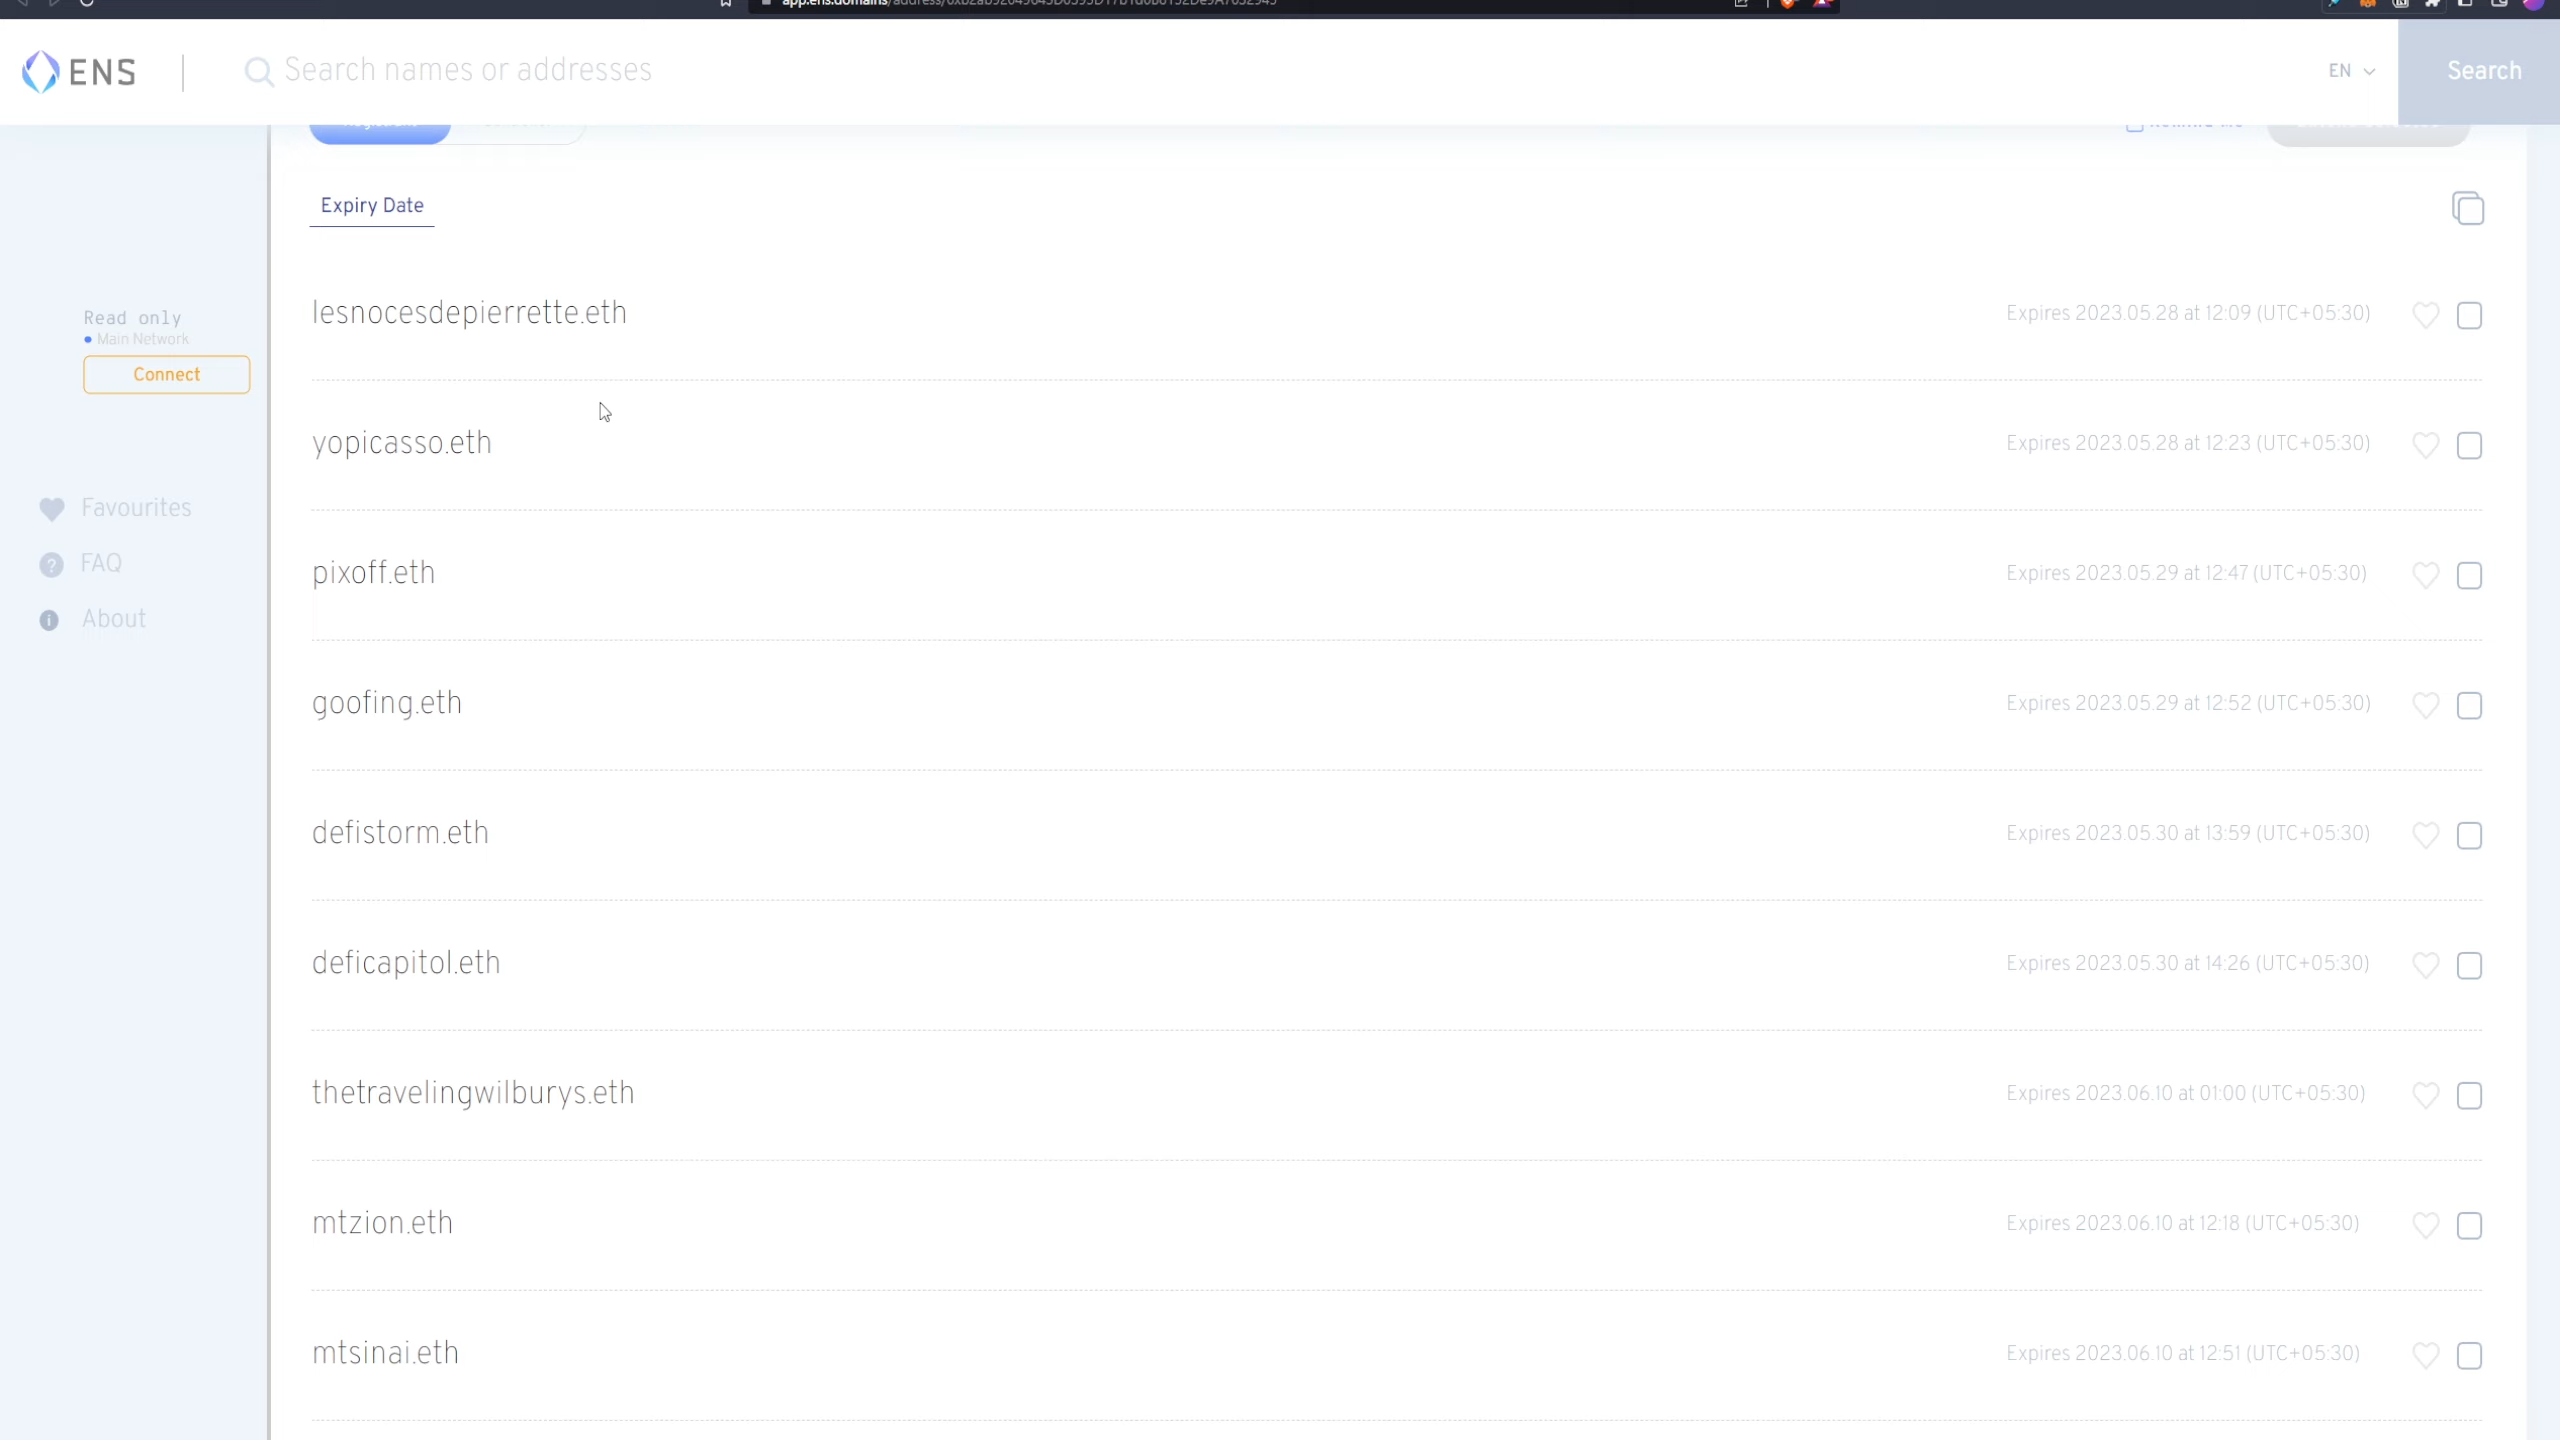 ENS
Search names or addresses
EN
Search
Expiry Date
Read only
Main Network
Connect
Favourites
FAQ
About
lesnocesdepierrette.eth
Expires 2023.05.28 at 12:09 (UTC+05:30)
yopicasso.eth
Expires 2023.05.28 at 12:23 (UTC+05:30)
pixoff.eth
Expires 2023.05.29 at 12:47 (UTC+05:30)
goofing.eth
Expires 2023.05.29 at 12:52 (UTC+05:30)
defistorm.eth
Expires 2023.05.30 at 13:59 (UTC+05:30)
deficapitol.eth
Expires 2023.05.30 at 14:26 (UTC+05:30)
thetravelingwilburys.eth
Expires 2023.06.10 at 01:00 (UTC+05:30)
mtzion.eth
Expires 2023.06.10 at 12:18 (UTC+05:30)
mtsinai.eth
Expires 2023.06.10 at 12:51 (UTC+05:30)